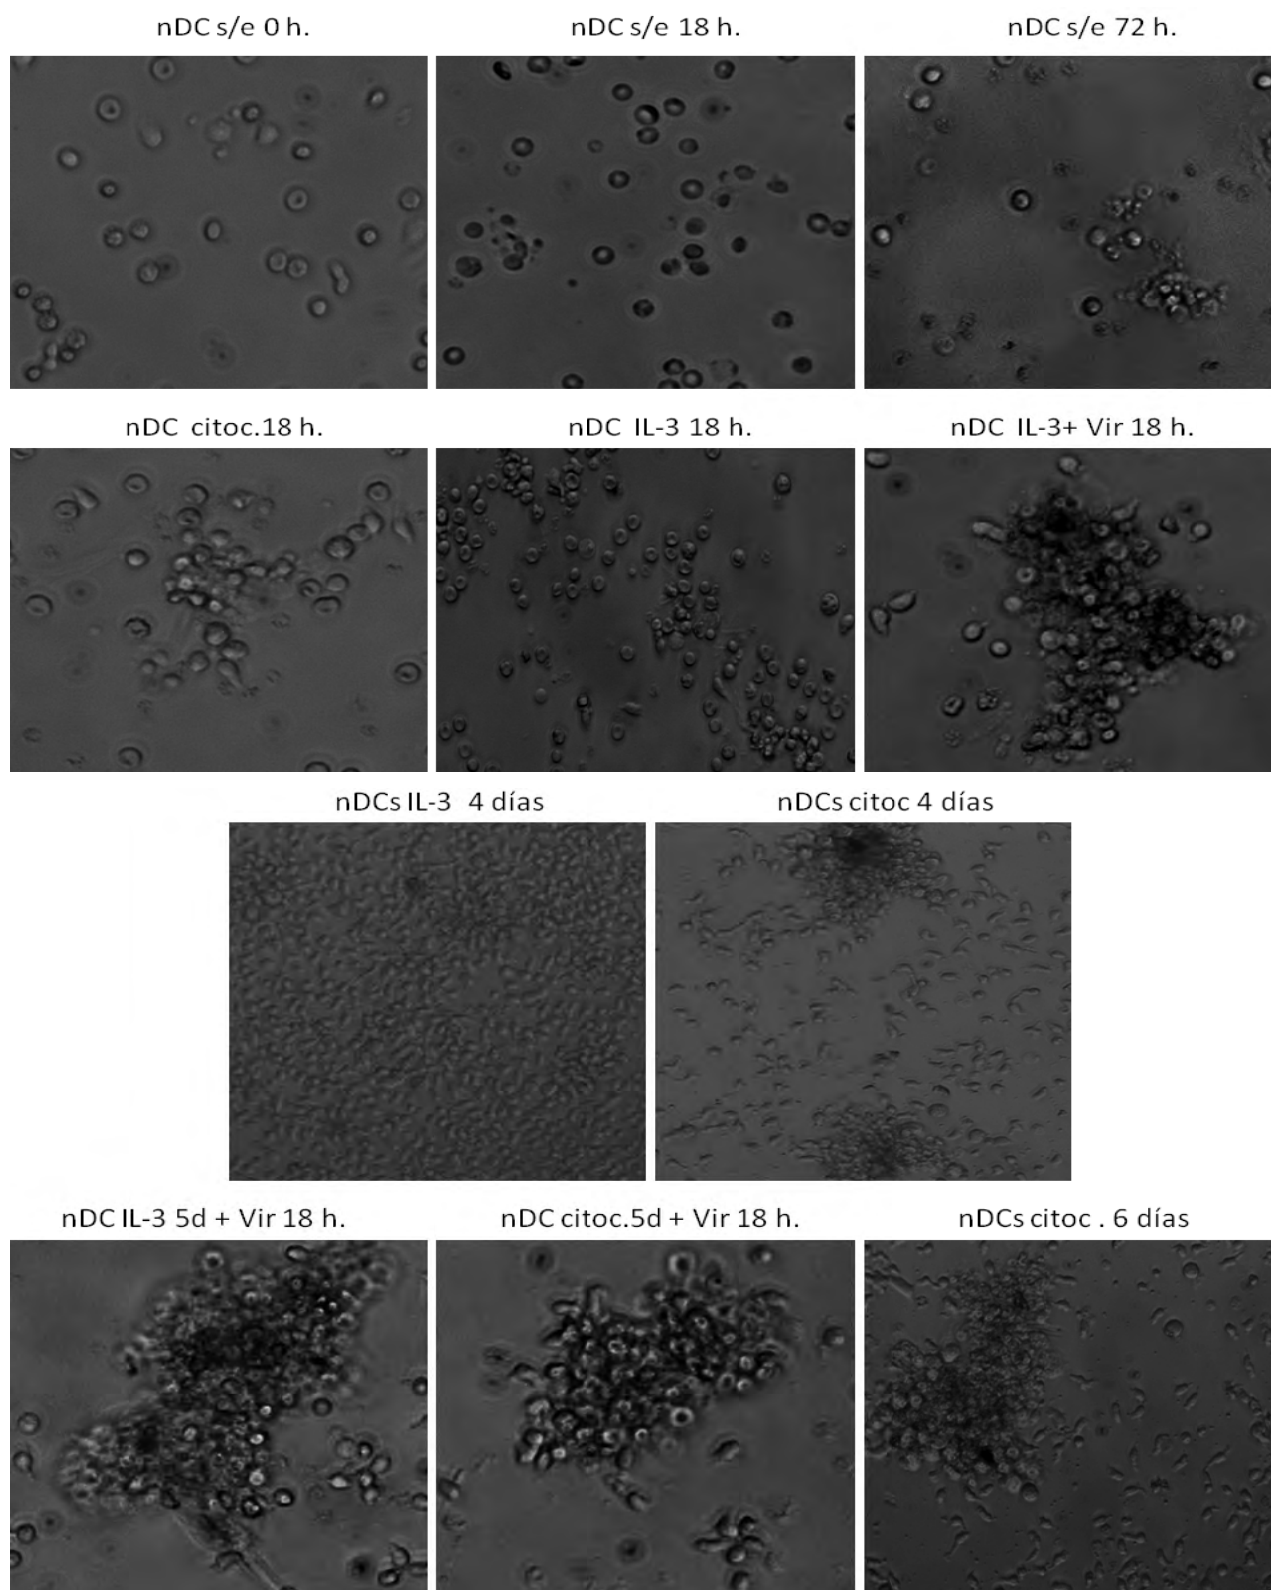 nDC s/e 0 h.
nDC s/e 18 h.
nDC s/e 72 h.
nDC citoc.18 h.
nDC IL-3 18 h.
nDC IL-3+ Vir 18 h.
nDCs IL-3 4 días
nDCs citoc 4 días
nDC IL-3 5d + Vir 18 h.
nDC citoc.5d + Vir 18 h.
nDCs citoc . 6 días